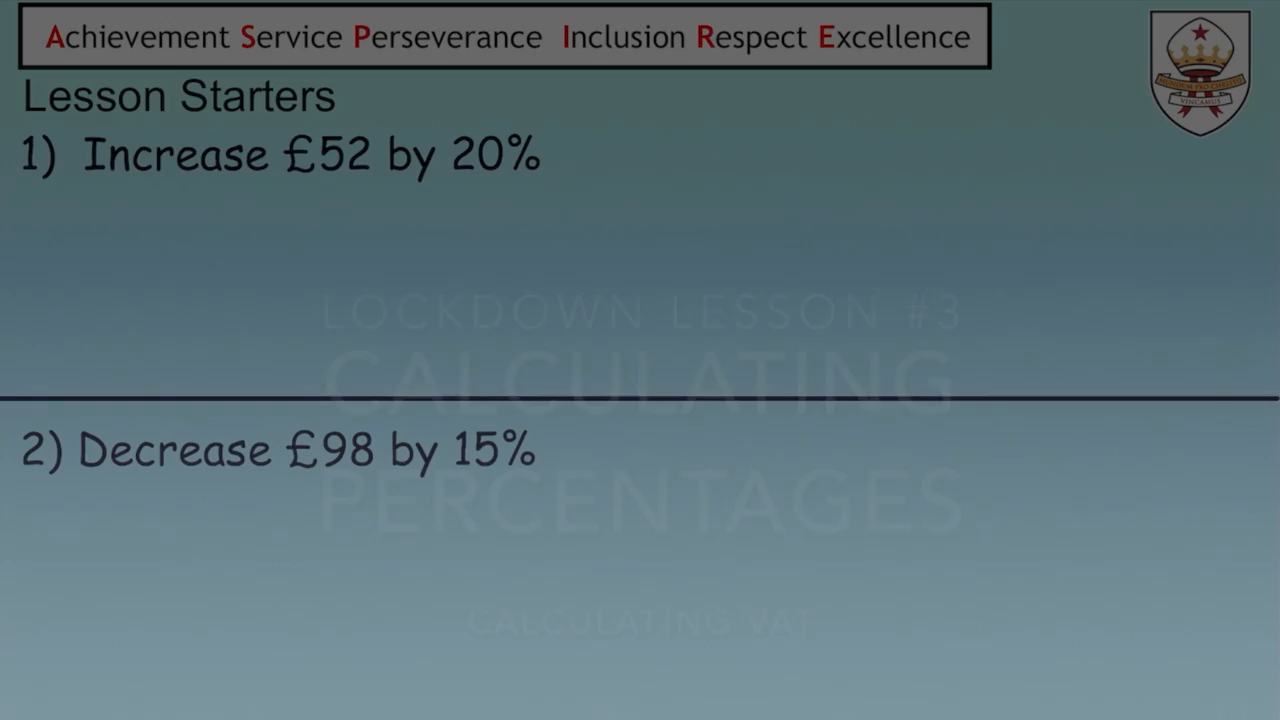 Achievement Service Perseverance Inclusion Respect Excellence
Lesson Starters
1) Increase £52 by 20%
LOCKDOWN LESSON #3
CALCULATING
2) Decrease £98 by 15%
PERCENTAGES
CALCULATING VAT
VINCAMUS